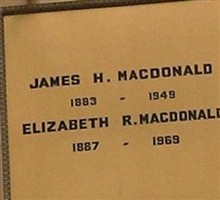 JAMES H. MACDONALD
1883 - 1949
ELIZABETH R. MACDONALD
1887 - 1969